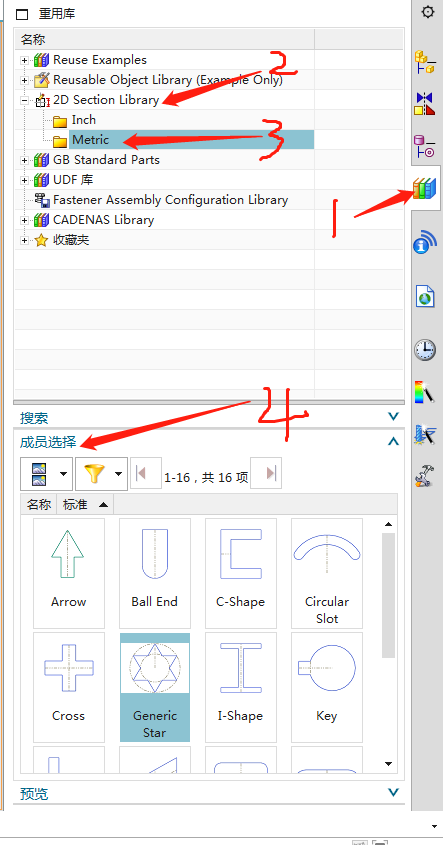 重用库
名称
Reuse Examples
Reusable Object Library (Example Only)
2
2D Section Library
Inch
Metric
3
GB Standard Parts
UDF 库
1
Fastener Assembly Configuration Library
CADENAS Library
收藏夹
4
搜索
成员选择
1-16 , 共 16 项
名称 标准
Arrow
Ball End
C-Shape
Circular
Slot
Cross
Generic
Star
I-Shape
Key
预览